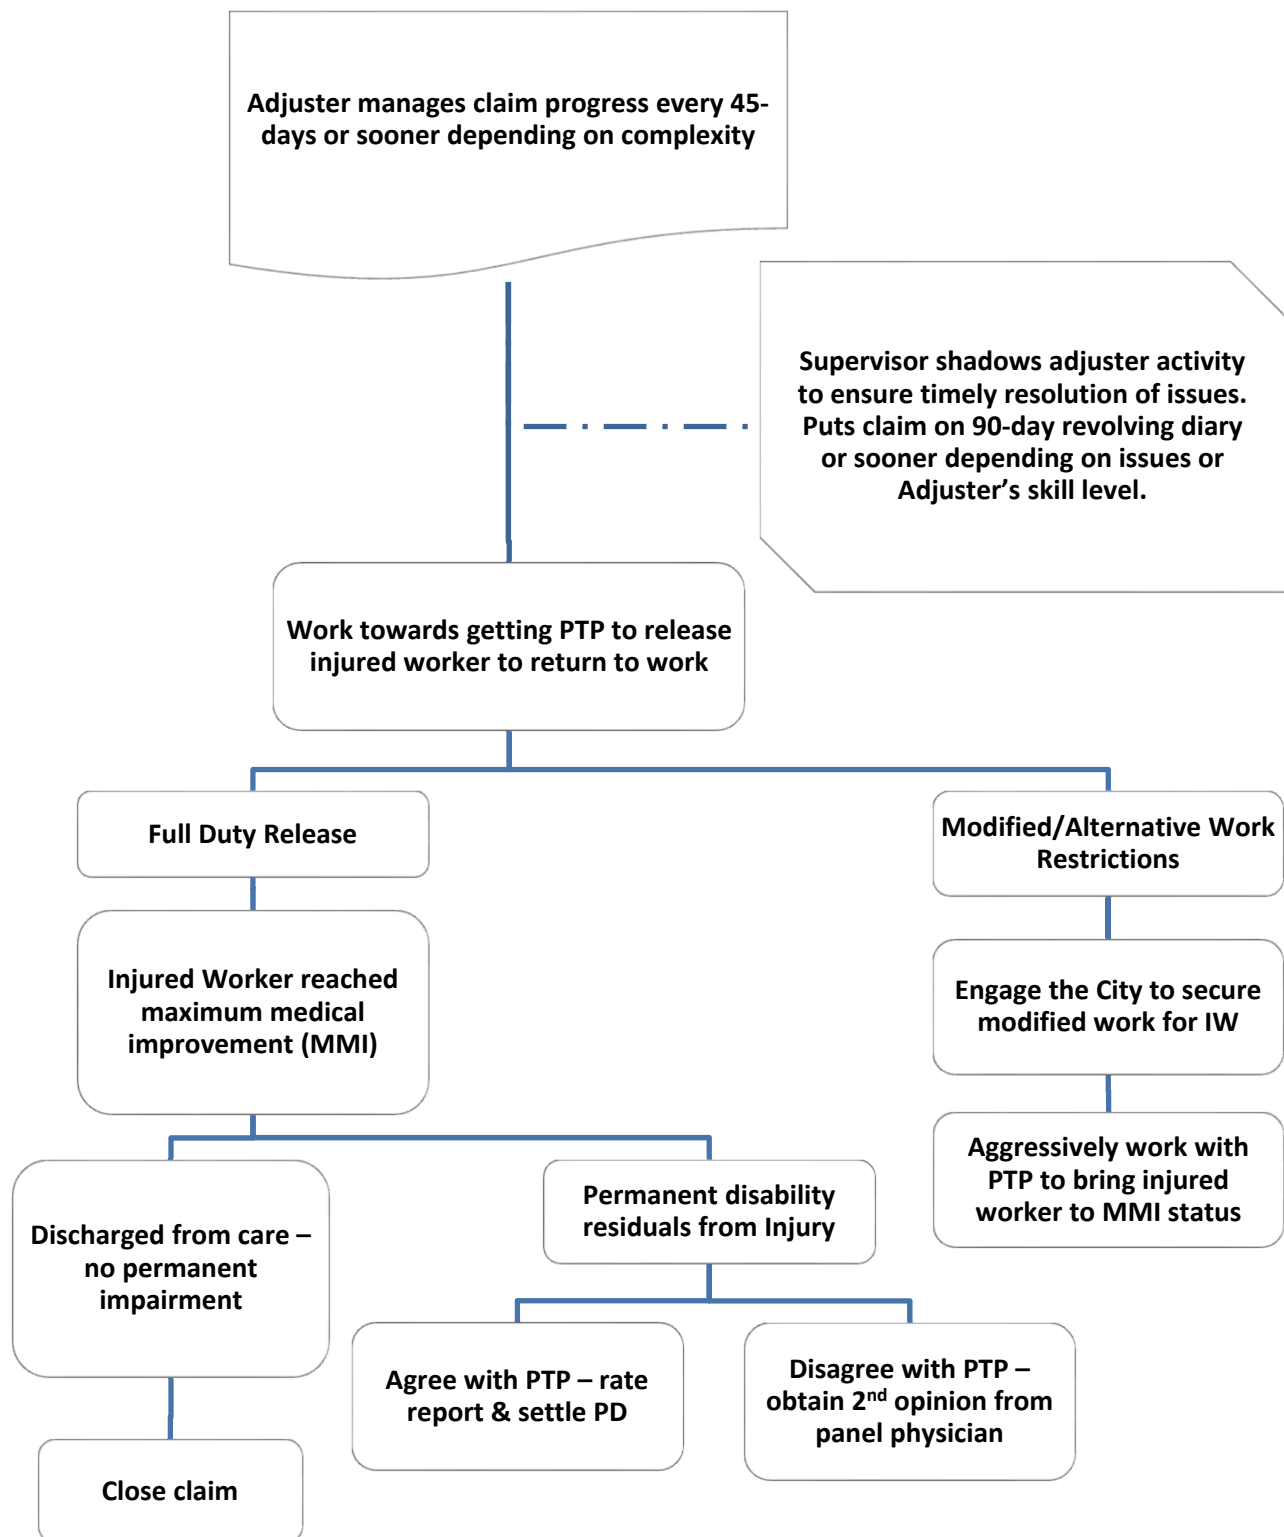 Adjuster manages claim progress every 45-
days or sooner depending on complexity
Supervisor shadows adjuster activity
to ensure timely resolution of issues.
Puts claim on 90-day revolving diary
or sooner depending on issues or
Adjuster’s skill level.
Work towards getting PTP to release
injured worker to return to work
Full Duty Release
Modified/Alternative Work
Restrictions
Injured Worker reached
maximum medical
improvement (MMI)
Engage the City to secure
modified work for IW
Aggressively work with
PTP to bring injured
worker to MMI status
Discharged from care –
no permanent
impairment
Permanent disability
residuals from Injury
Agree with PTP – rate
report & settle PD
Disagree with PTP –
obtain 2nd opinion from
panel physician
Close claim